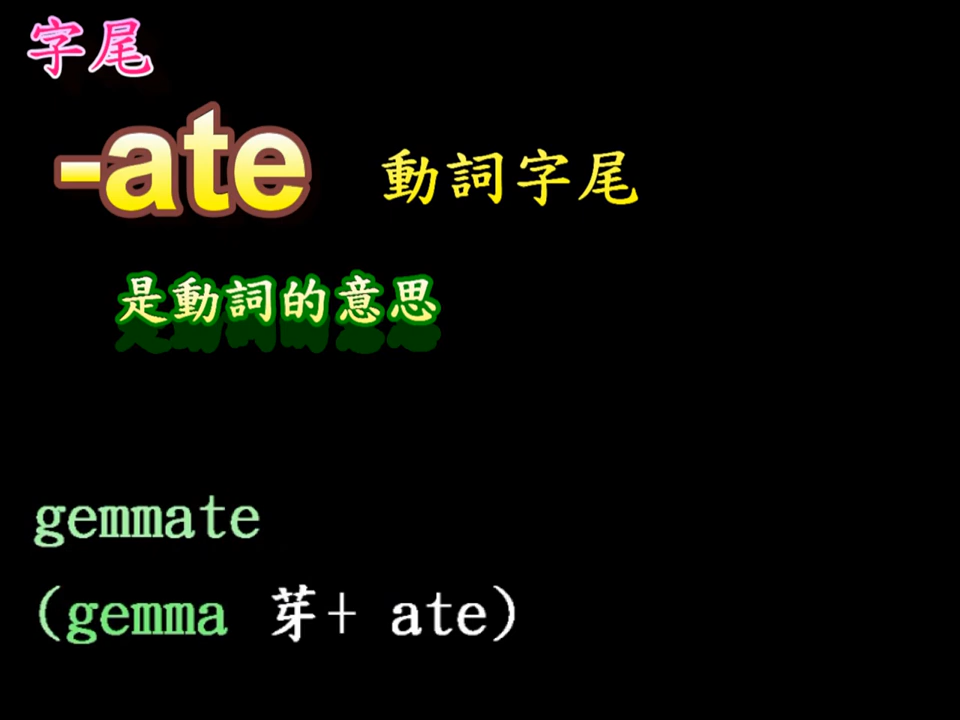 字尾
-ate 動詞字尾
是動詞的意思
gemmate
(gemma 芽+ ate)